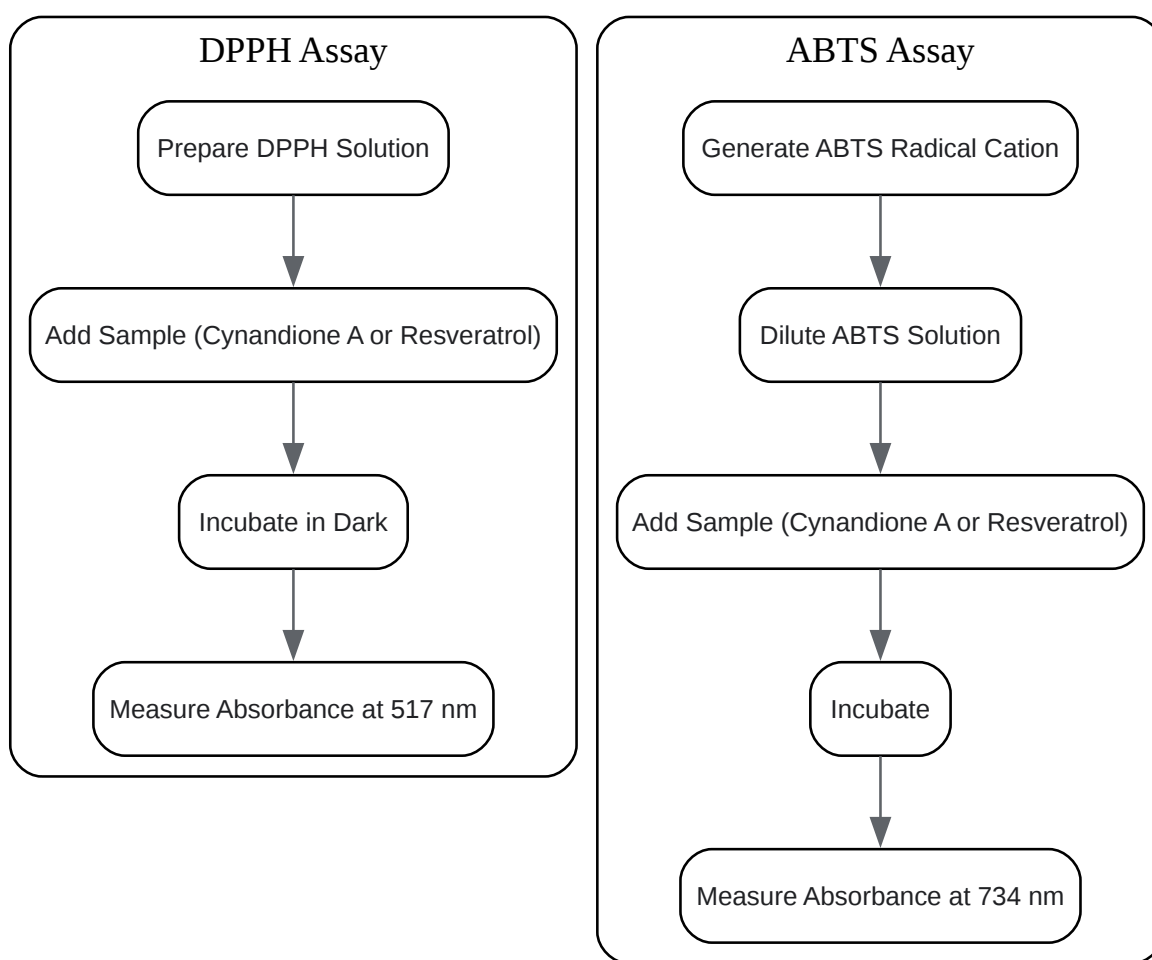 DPPH Assay
Prepare DPPH Solution
Add Sample (Cynandione A or Resveratrol)
Incubate in Dark
Measure Absorbance at 517 nm
ABTS Assay
Generate ABTS Radical Cation
Dilute ABTS Solution
Add Sample (Cynandione A or Resveratrol)
Incubate
Measure Absorbance at 734 nm